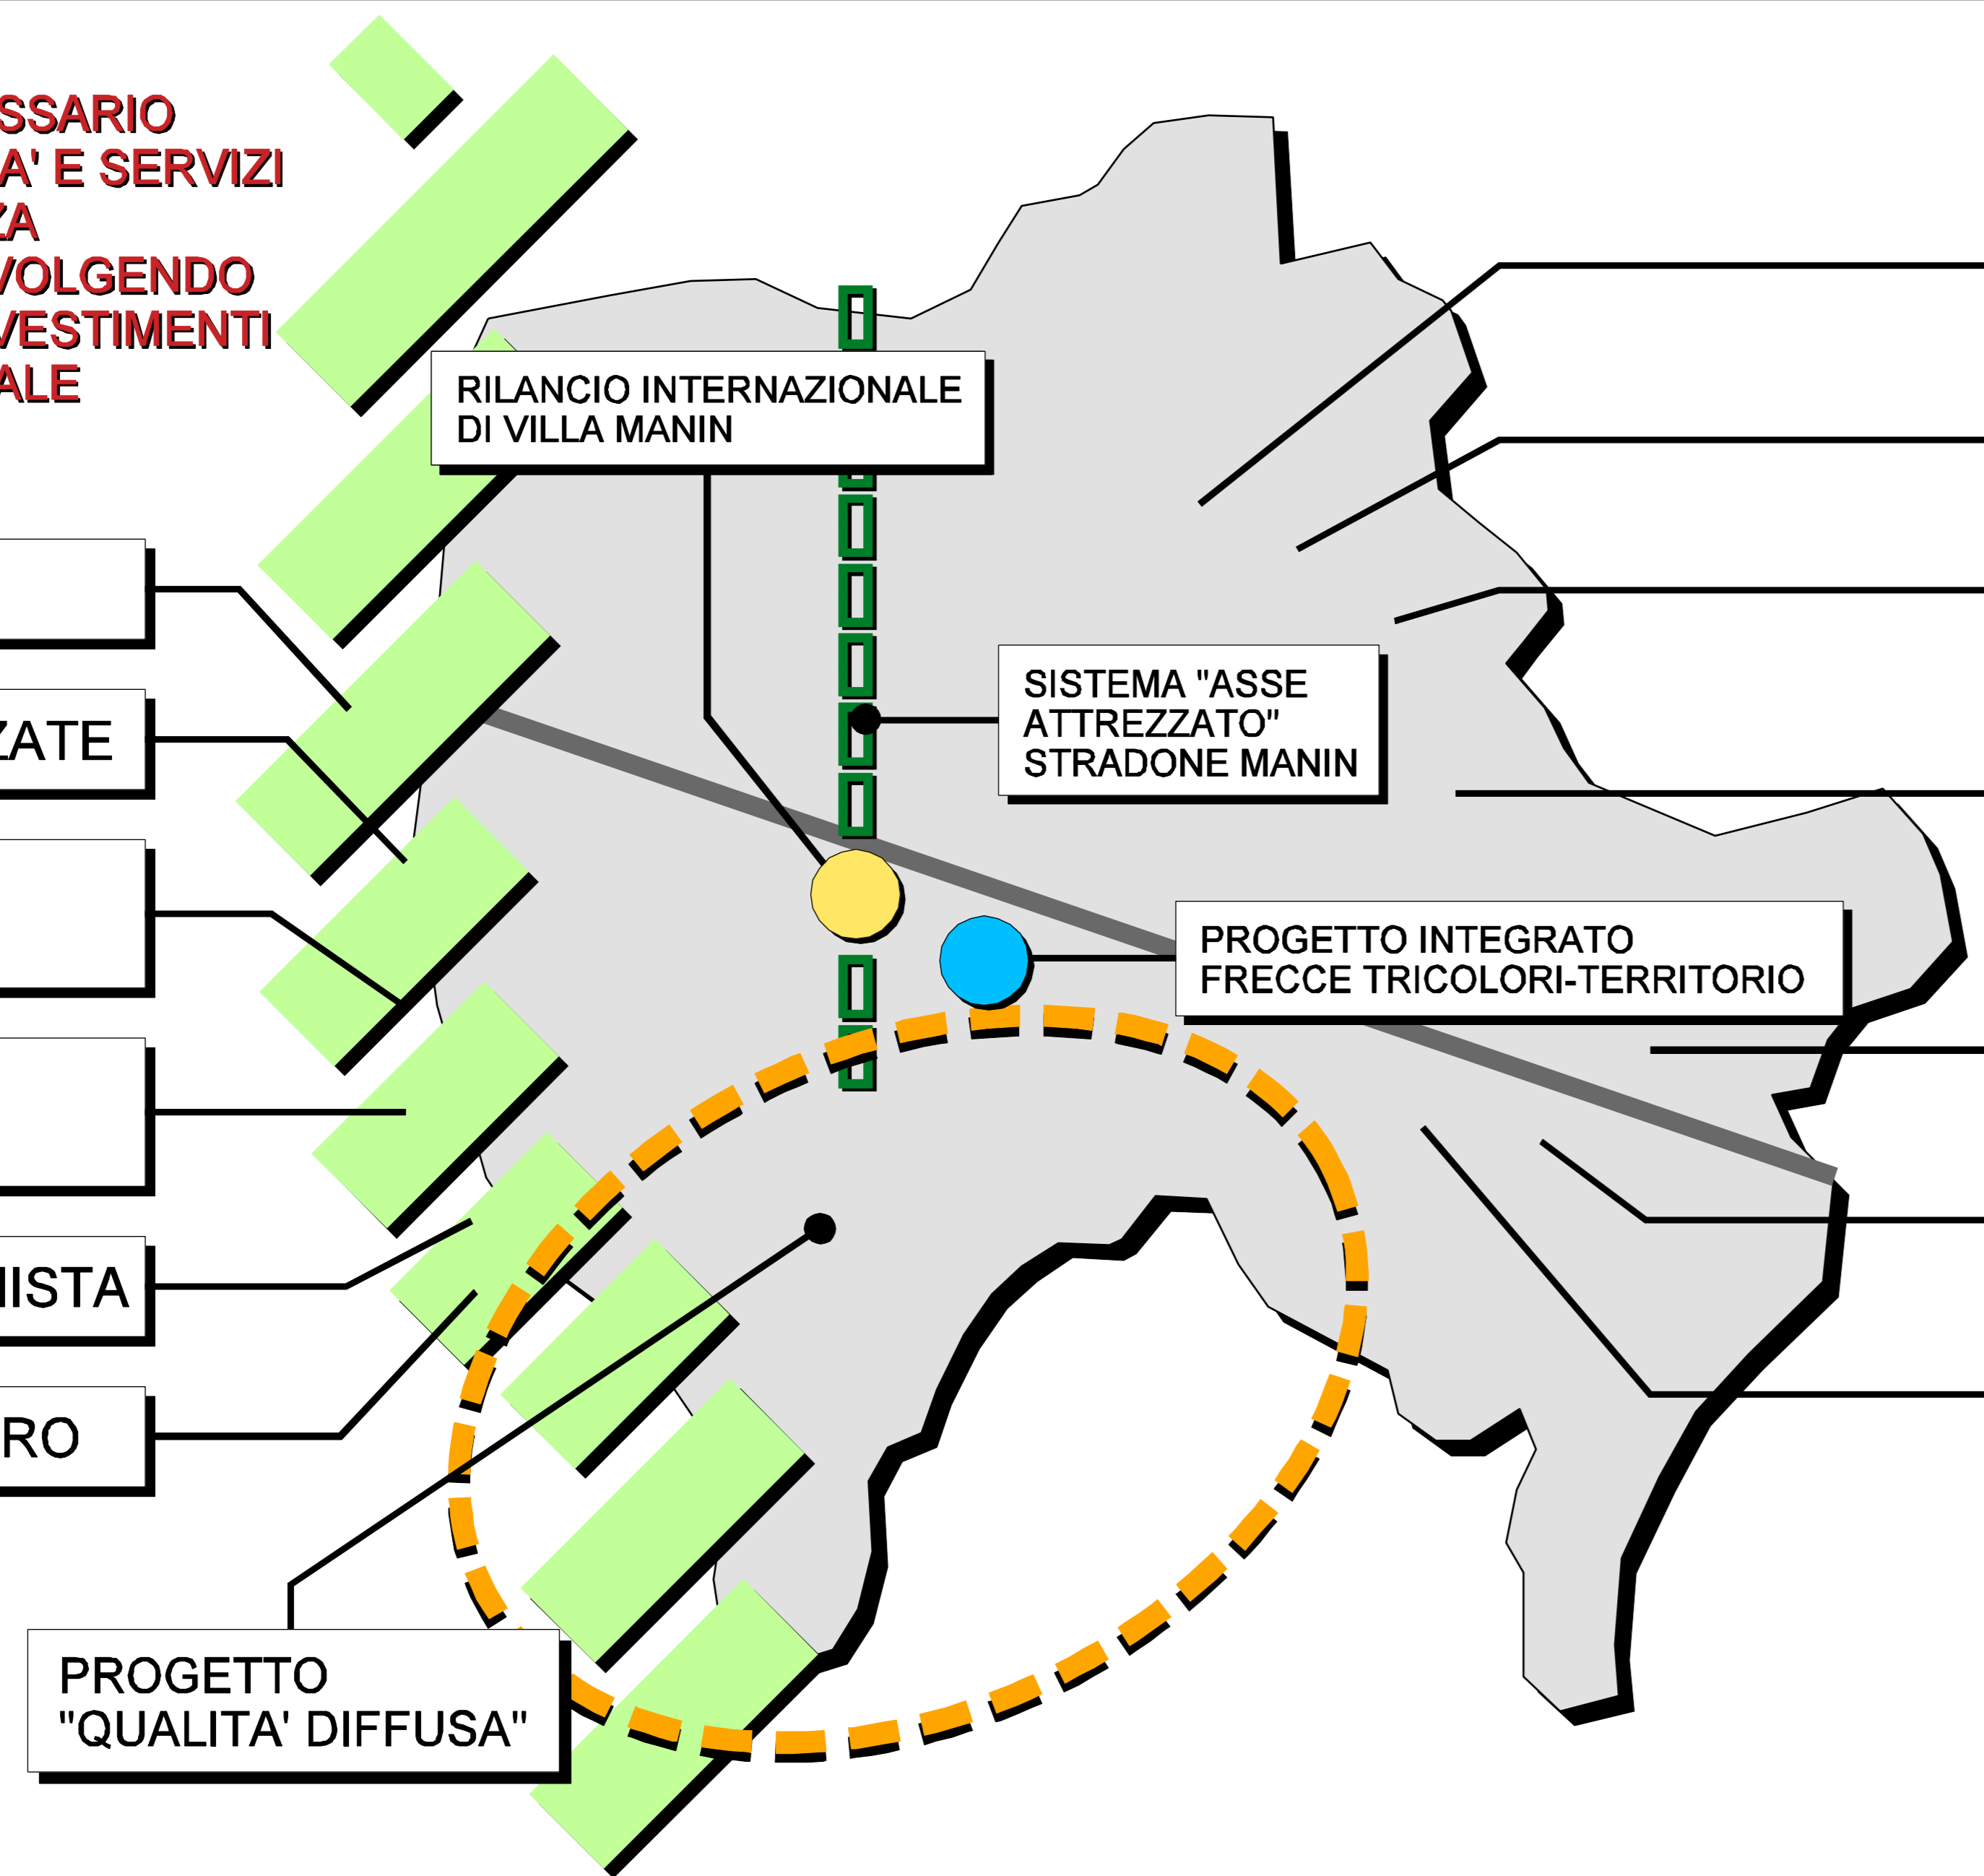 SSARIO
A' E SERVIZI
ZA
VOLGENDO
VESTIMENTI
ALE
RILANCIO INTERNAZIONALE
DI VILLA MANIN
SISTEMA "ASSE
ATTREZZATO"
STRADONE MANIN
ZATE
PROGETTO INTEGRATO
FRECCE TRICOLORI-TERRITORIO
IISTA
RO
PROGETTO
"QUALITA' DIFFUSA"